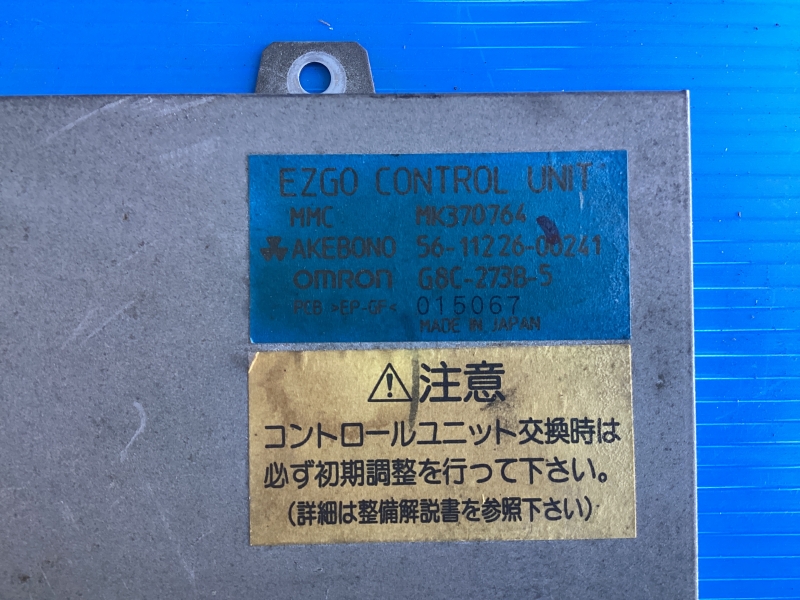 EZGO CONTROL UNIT
MMC MK370764
AKEBONO 56-11226-00241
OMRON G8C-2738-5
PCB >EP-GF< 015067
MADE IN JAPAN
⚠注意
コントロールユニット交換時は
必ず初期調整を行って下さい。
(詳細は整備解説書を参照下さい)